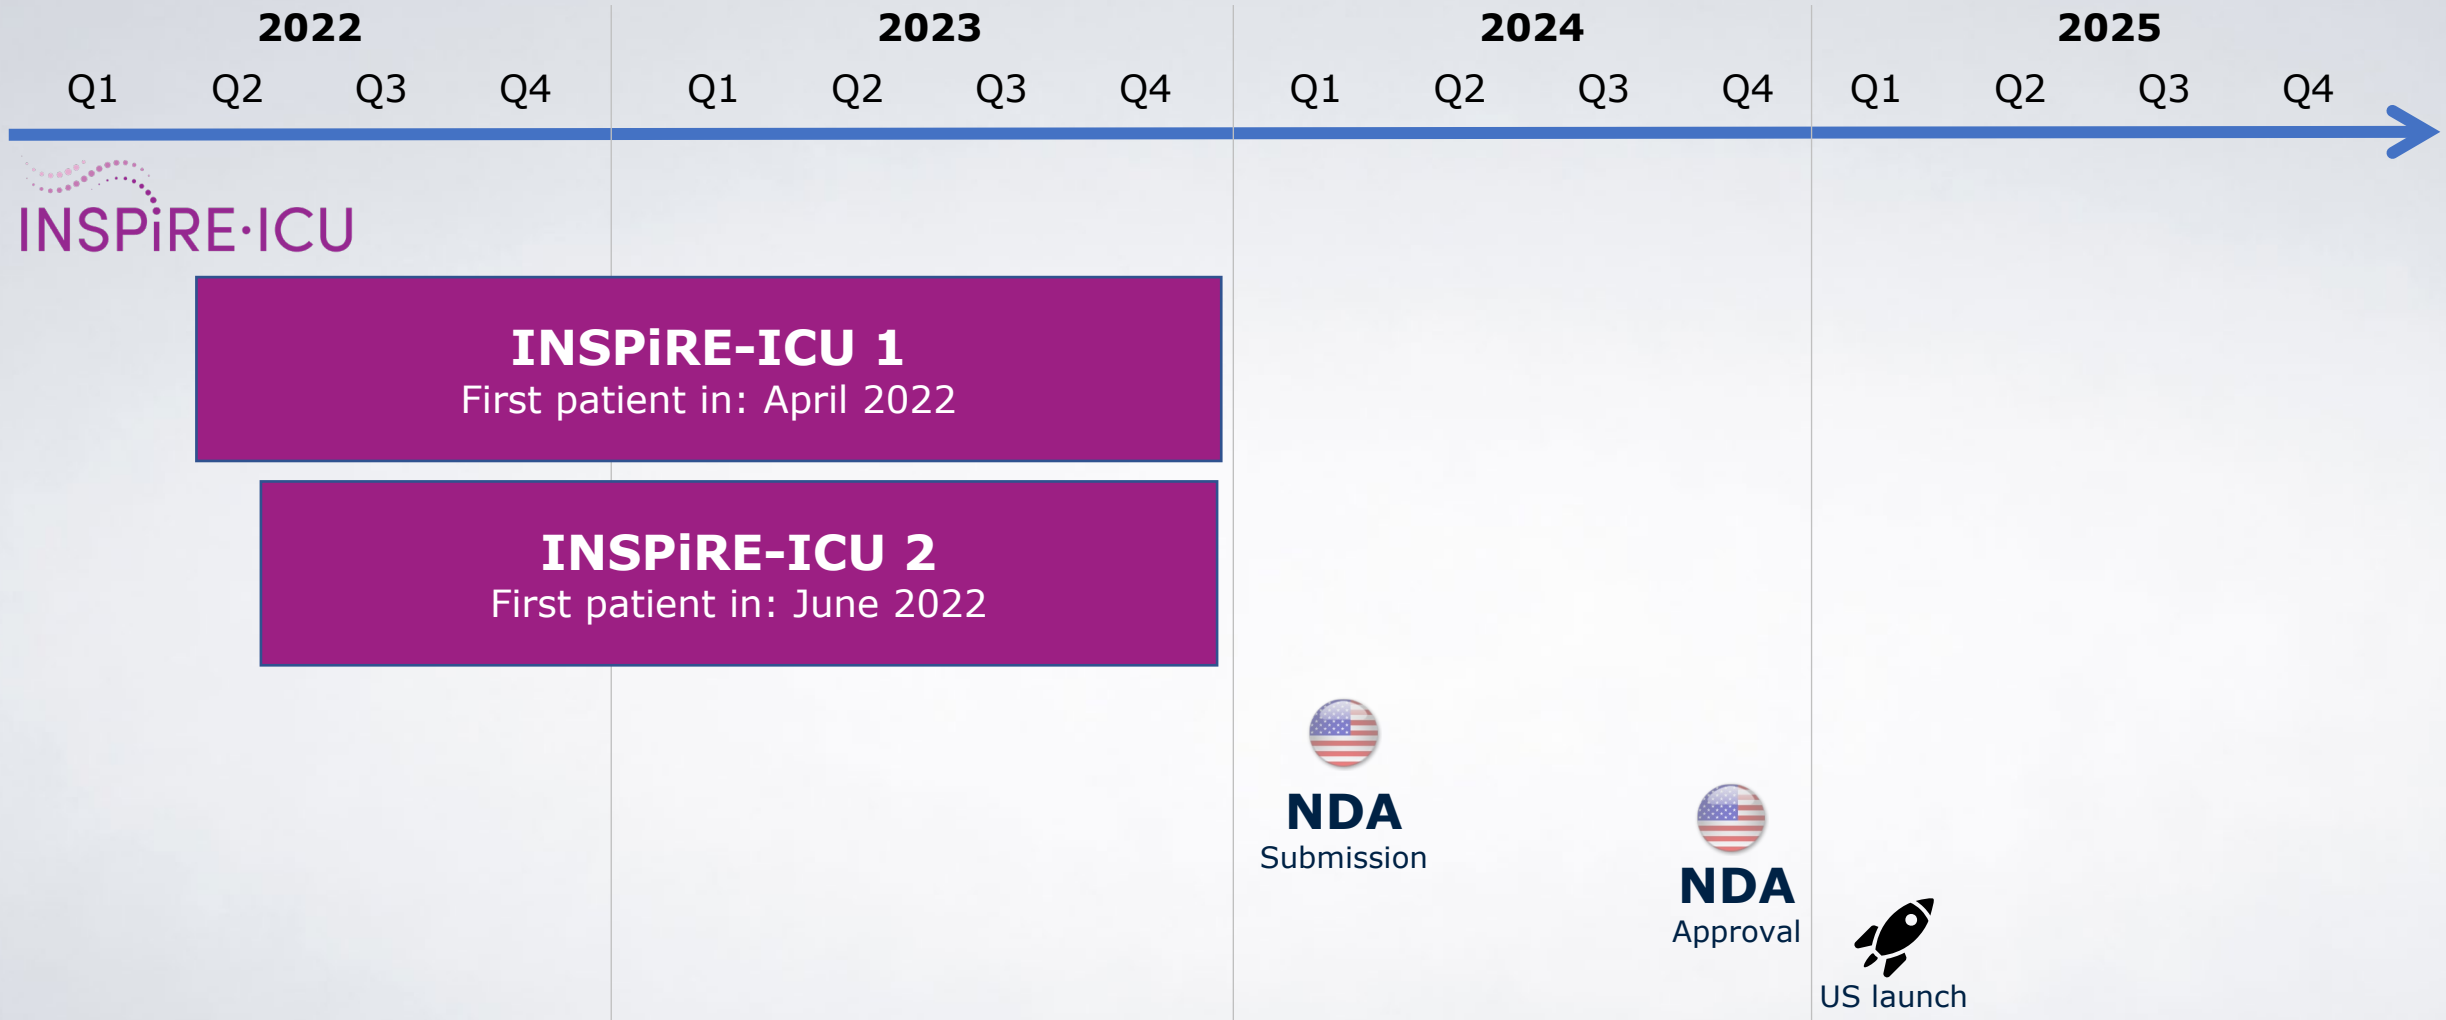 2022 2023 2024 2025
Q1 Q2 Q3 Q4 Q1 Q2 Q3 Q4 Q1 Q2 Q3 Q4 Q1 Q2 Q3 Q4
INSPiRE·ICU
INSPiRE-ICU 1
First patient in: April 2022
INSPiRE-ICU 2
First patient in: June 2022
NDA
Submission
NDA
Approval
US launch